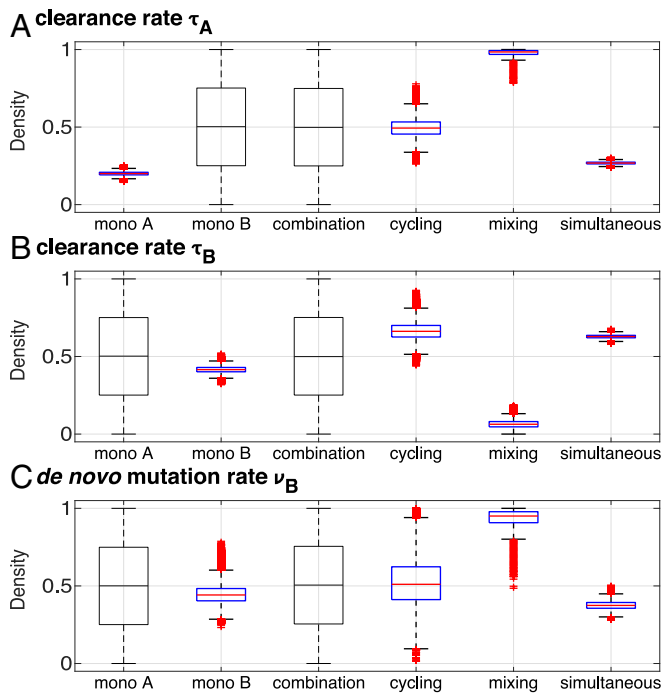 A clearance rate τA
Density
1
0.5
0
mono A mono B combination cycling mixing simultaneous
B clearance rate τB
Density
1
0.5
0
mono A mono B combination cycling mixing simultaneous
C de novo mutation rate νB
Density
1
0.5
0
mono A mono B combination cycling mixing simultaneous